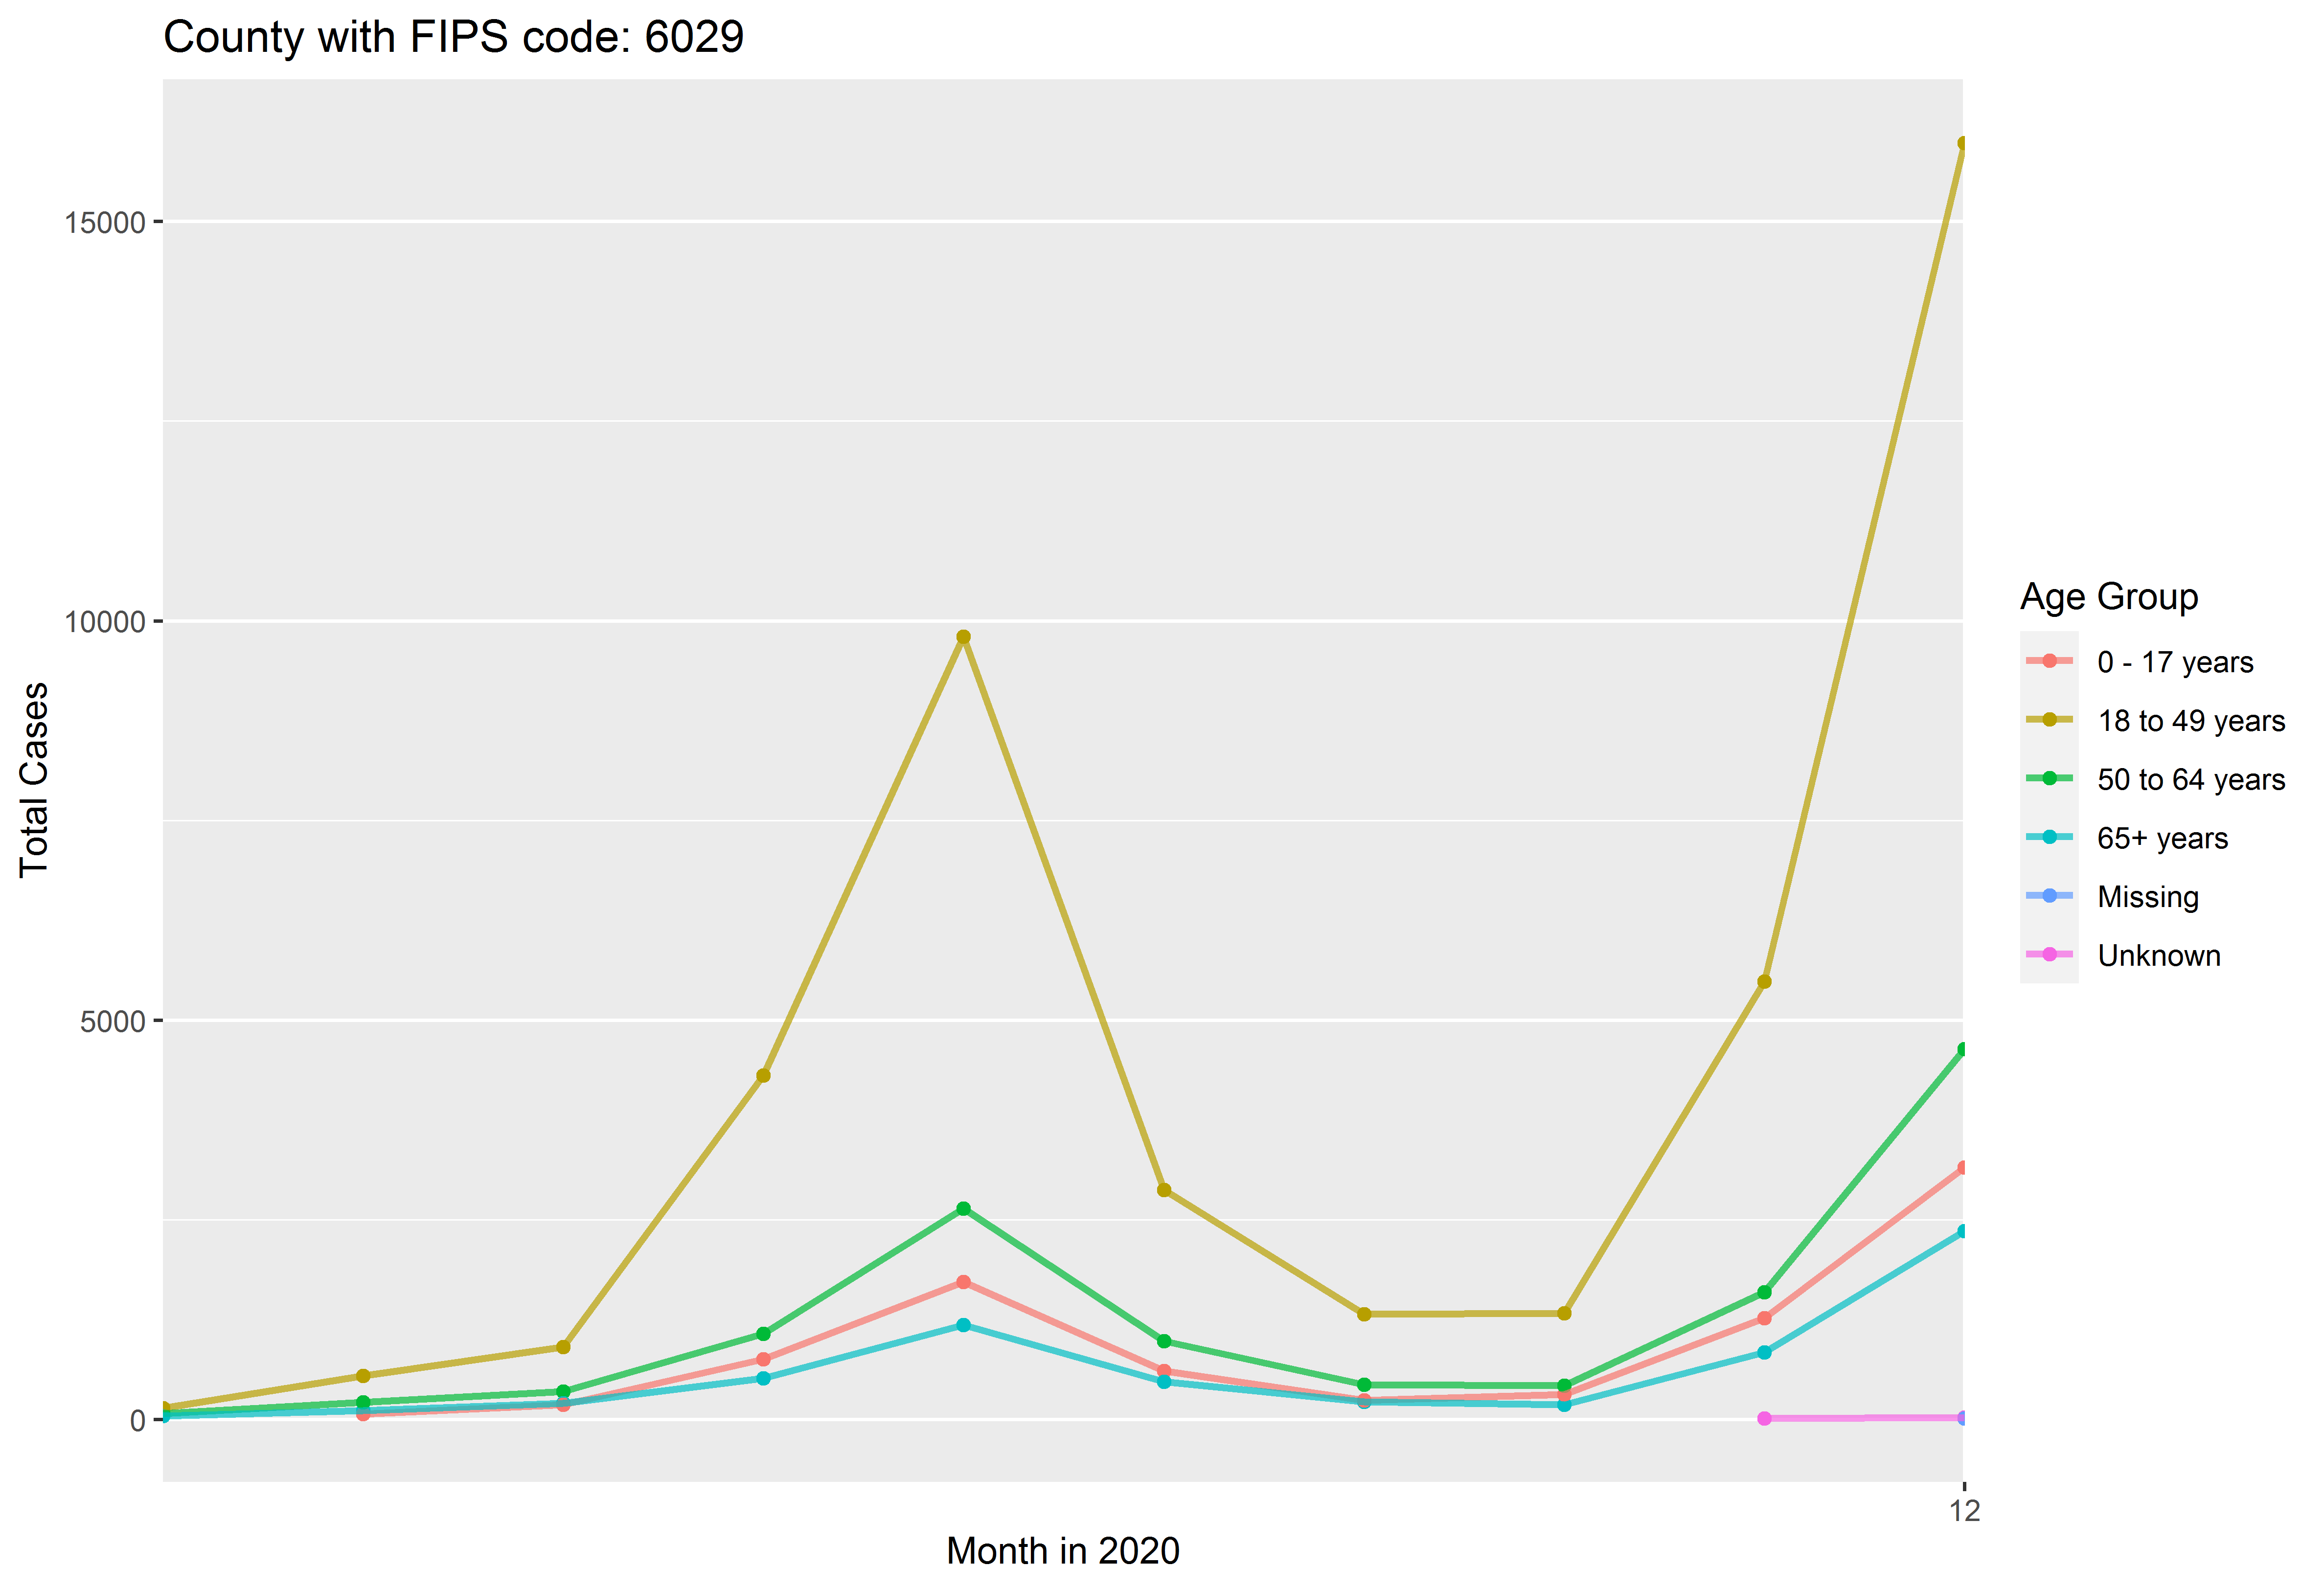 County with FIPS code: 6029
15000
10000
5000
0
Total Cases
12
Month in 2020
Age Group
0 - 17 years
18 to 49 years
50 to 64 years
65+ years
Missing
Unknown